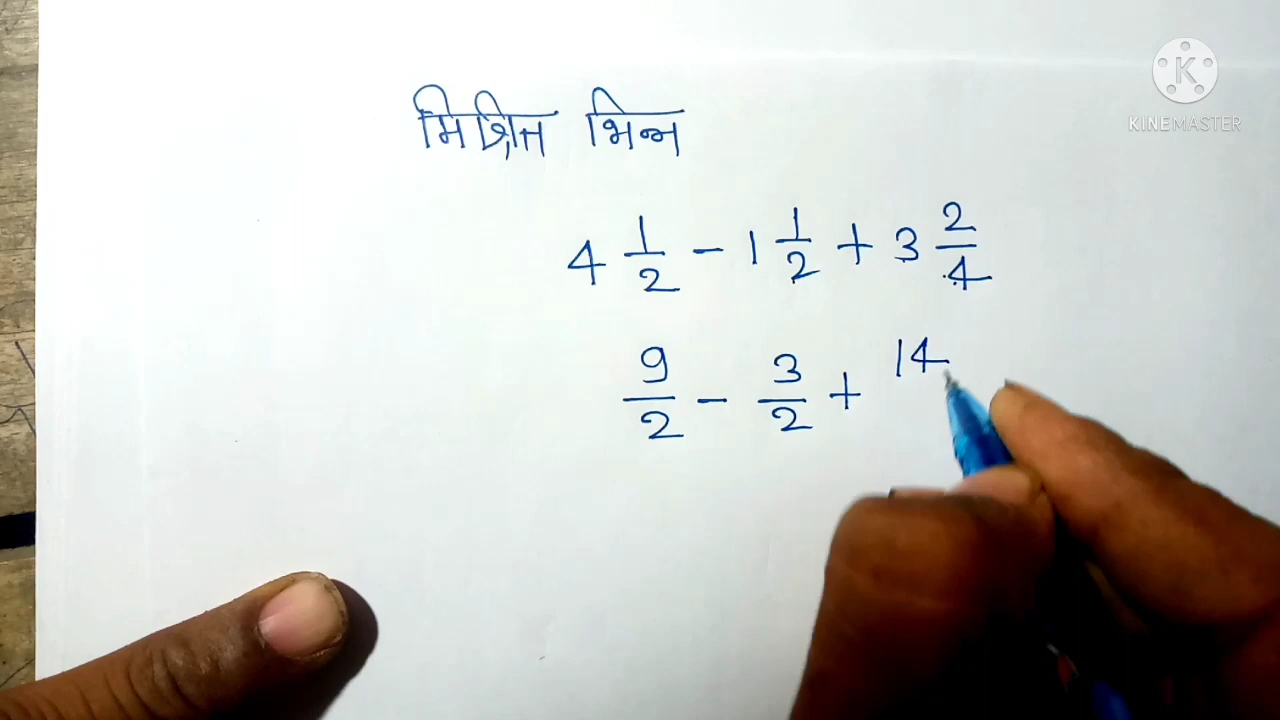 मिश्रित भिन्न
K
KINEMASTER
4 1/2 - 1 1/2 + 3 2/4
9/2 - 3/2 + 14